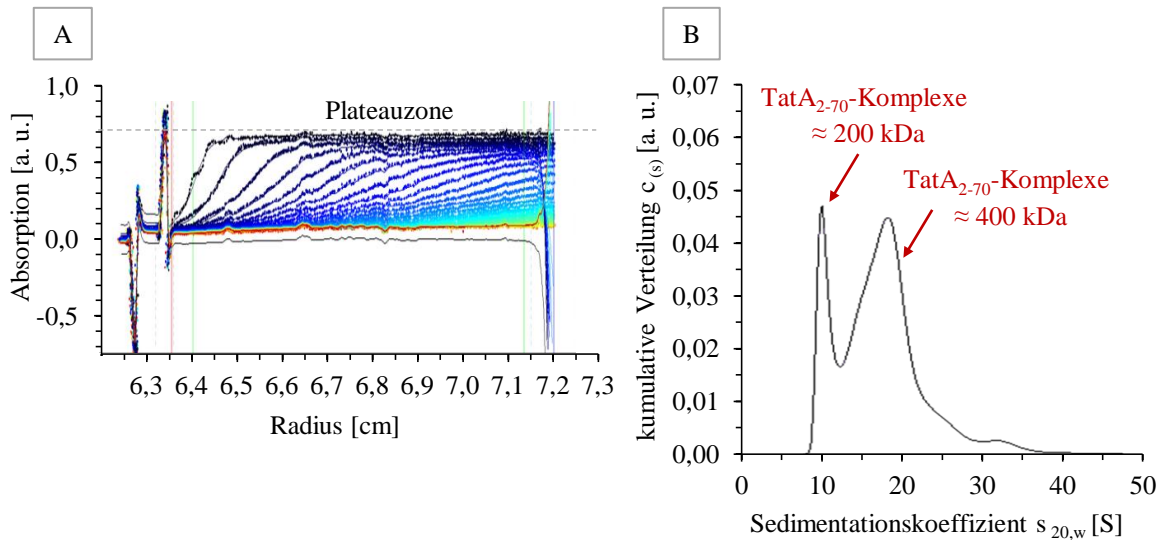 A
1,0
0,5
0,0
-0,5
Absorption [a. u.]
Plateauzone
6,3 6,4 6,5 6,6 6,7 6,8 6,9 7,0 7,1 7,2 7,3
Radius [cm]
B
0,07
0,06
0,05
0,04
0,03
0,02
0,01
0,00
kumulative Verteilung c(s) [a. u.]
TatA2-70-Komplexe
≈ 200 kDa
TatA2-70-Komplexe
≈ 400 kDa
0 10 20 30 40 50
Sedimentationskoeffizient s 20,w [S]